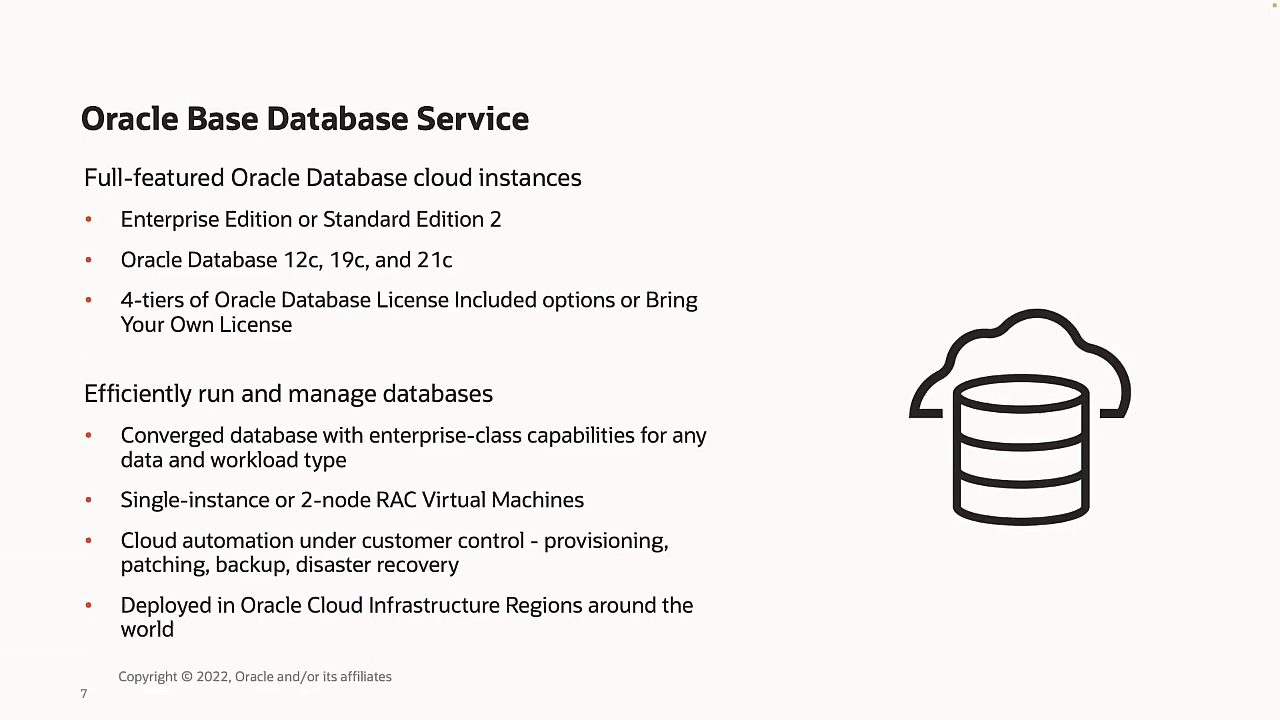 Oracle Base Database Service
Full-featured Oracle Database cloud instances
• Enterprise Edition or Standard Edition 2
• Oracle Database 12c, 19c, and 21c
• 4-tiers of Oracle Database License Included options or Bring
Your Own License
Efficiently run and manage databases
• Converged database with enterprise-class capabilities for any
data and workload type
• Single-instance or 2-node RAC Virtual Machines
• Cloud automation under customer control - provisioning,
patching, backup, disaster recovery
• Deployed in Oracle Cloud Infrastructure Regions around the
world
Copyright © 2022, Oracle and/or its affiliates
7